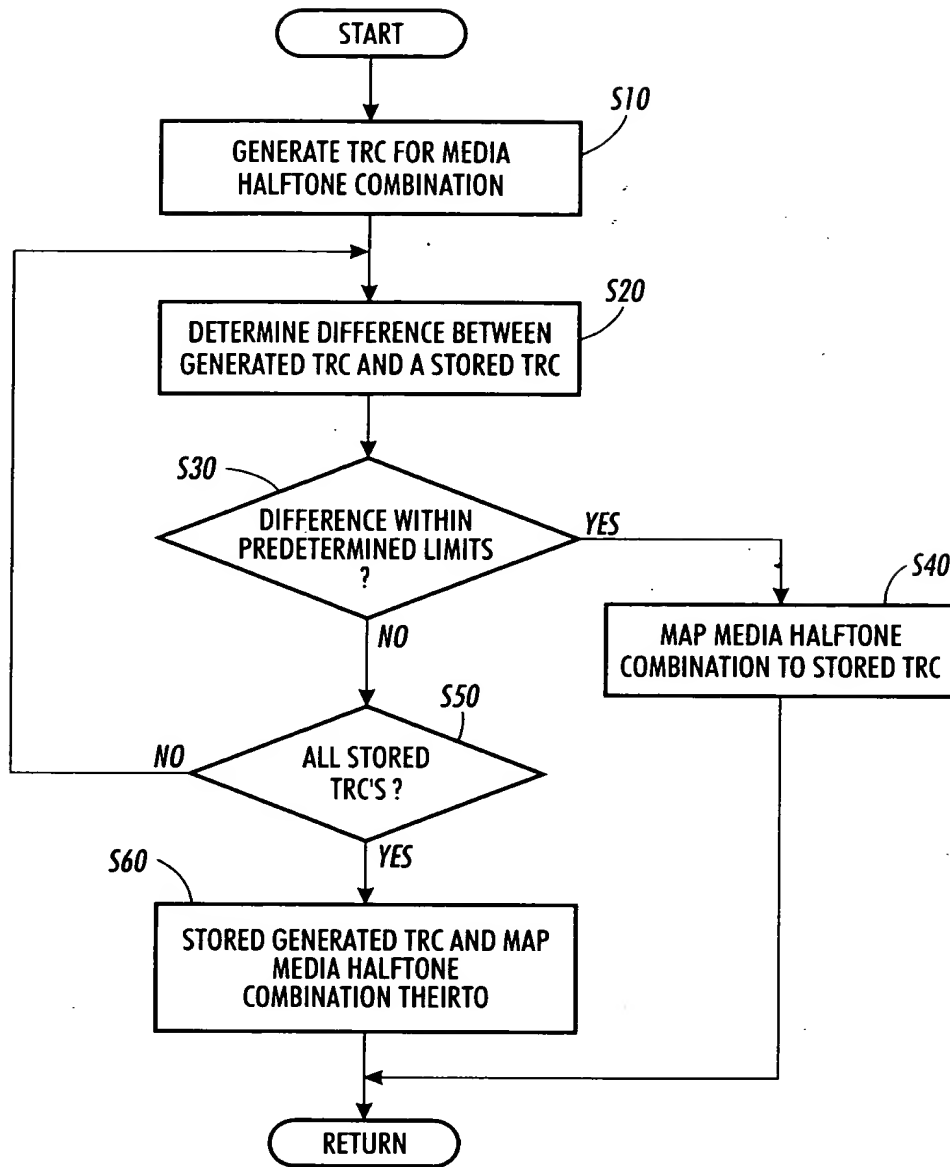 START
S10
GENERATE TRC FOR MEDIA
HALFTONE COMBINATION
S20
DETERMINE DIFFERENCE BETWEEN
GENERATED TRC AND A STORED TRC
S30
DIFFERENCE WITHIN
PREDETERMINED LIMITS
?
YES
S40
MAP MEDIA HALFTONE
COMBINATION TO STORED TRC
NO
S50
NO
ALL STORED
TRC'S ?
YES
S60
STORED GENERATED TRC AND MAP
MEDIA HALFTONE
COMBINATION THEIRTO
RETURN